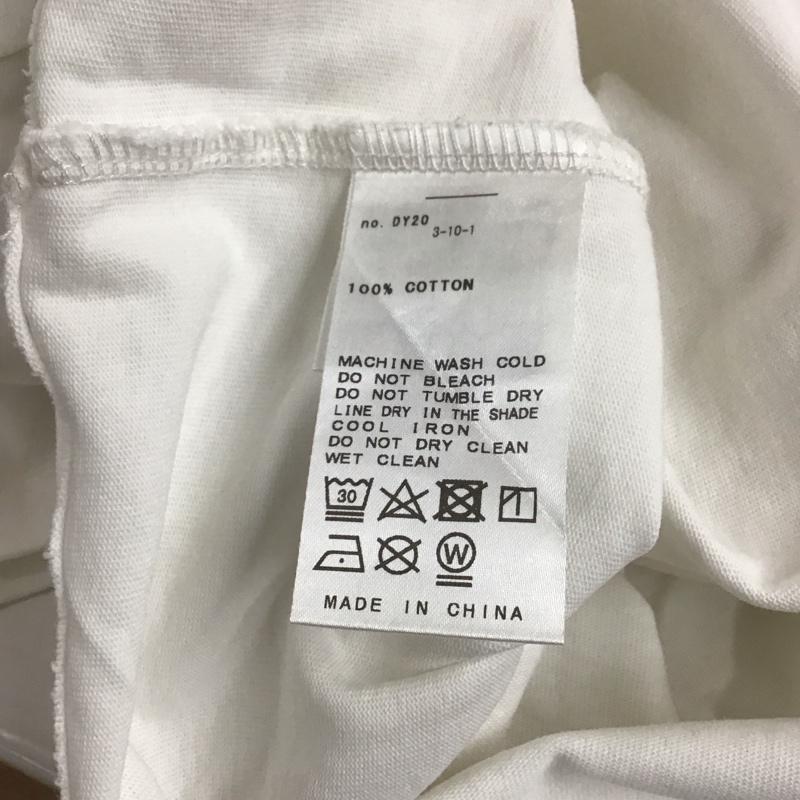 no. DY20 3-10-1
100% COTTON
MACHINE WASH COLD
DO NOT BLEACH
DO NOT TUMBLE DRY
LINE DRY IN THE SHADE
COOL IRON
DO NOT DRY CLEAN
WET CLEAN
30
W
MADE IN CHINA